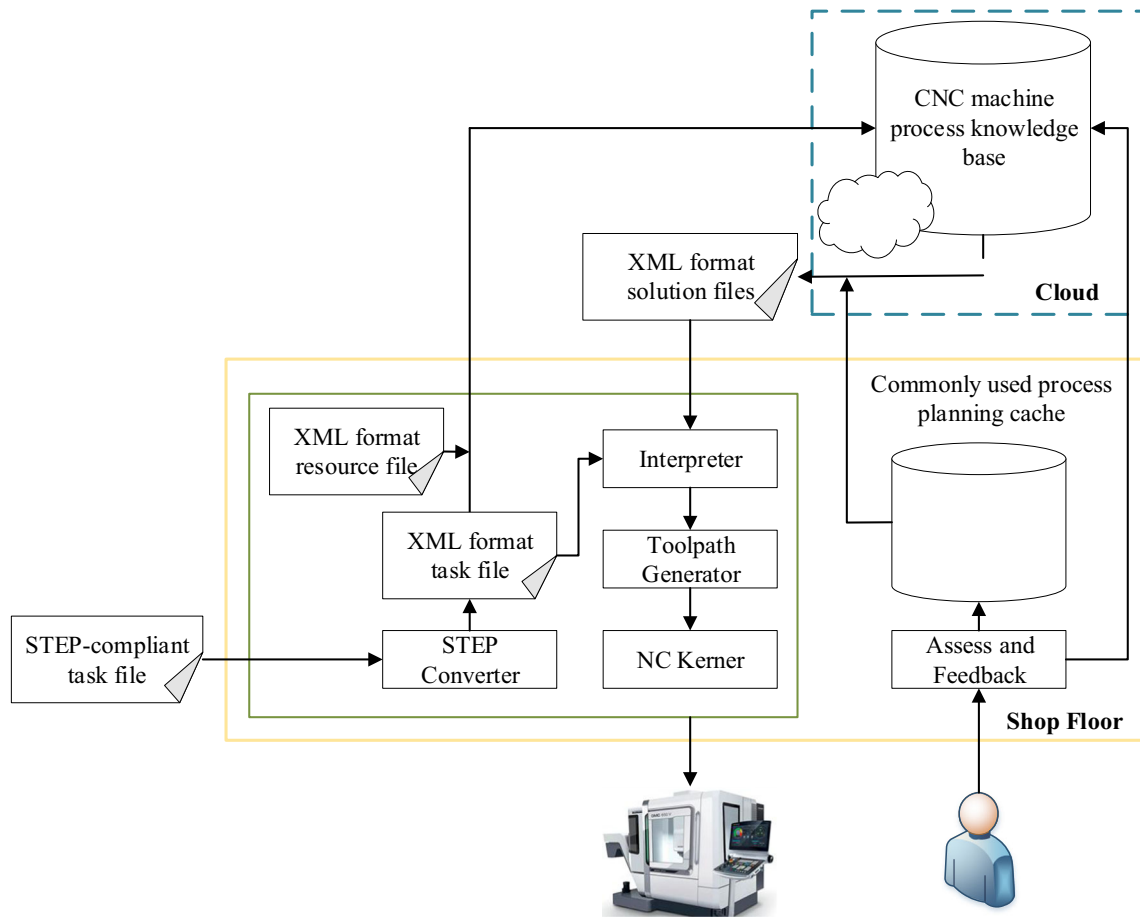 CNC machine
process knowledge
base
XML format
solution files
Cloud
Commonly used process
planning cache
XML format
resource file
Interpreter
XML format
task file
Toolpath
Generator
STEP-compliant
task file
STEP
Converter
NC Kerner
Assess and
Feedback
Shop Floor